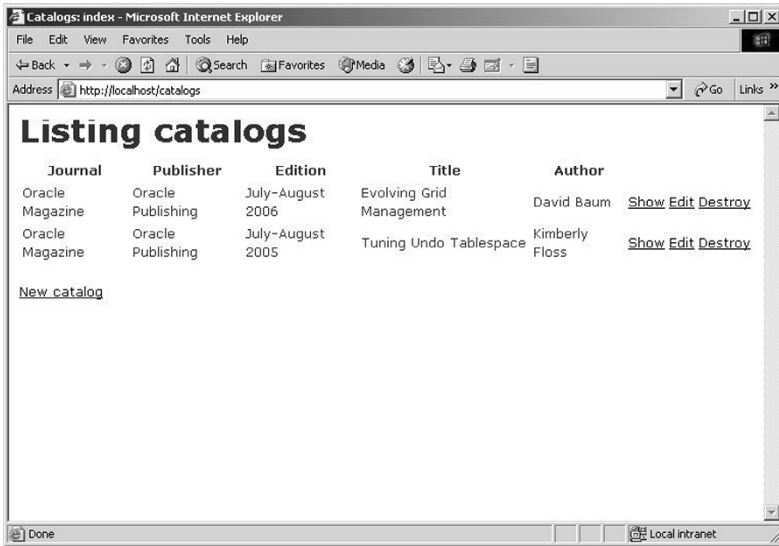 Catalogs: index - Microsoft Internet Explorer
File Edit View Favorites Tools Help
Back Search Favorites Media
Address http://localhost/catalogs Go Links »
Listing catalogs
Journal Publisher Edition Title Author
Oracle Magazine Oracle Publishing July-August 2006 Evolving Grid Management David Baum Show Edit Destroy
Oracle Magazine Oracle Publishing July-August 2005 Tuning Undo Tablespace Kimberly Floss Show Edit Destroy
New catalog
Done Local intranet